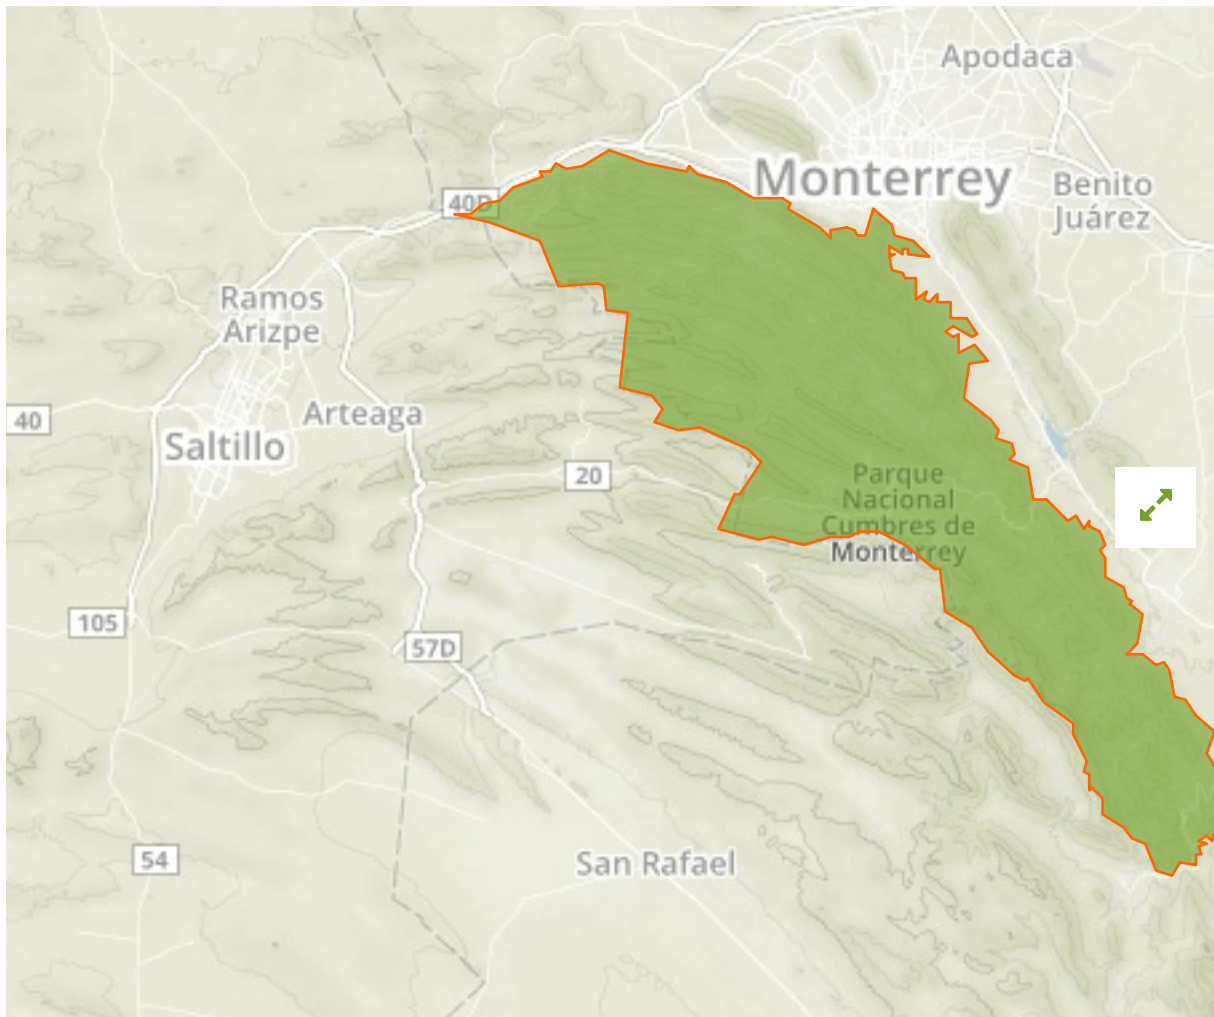 Apodaca
Monterrey
Benito
Juárez
40D
Ramos
Arizpe
Arteaga
40
Saltillo
20
Parque
Nacional
Cumbres de
Monterrey
105
57D
54
San Rafael